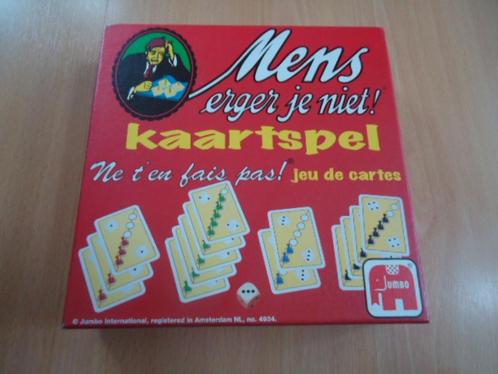 Mens
erger je niet!
kaartspel
Ne t'en fais pas! jeu de cartes
JUMBO
© Jumbo International, registered in Amsterdam NL, no. 4934.